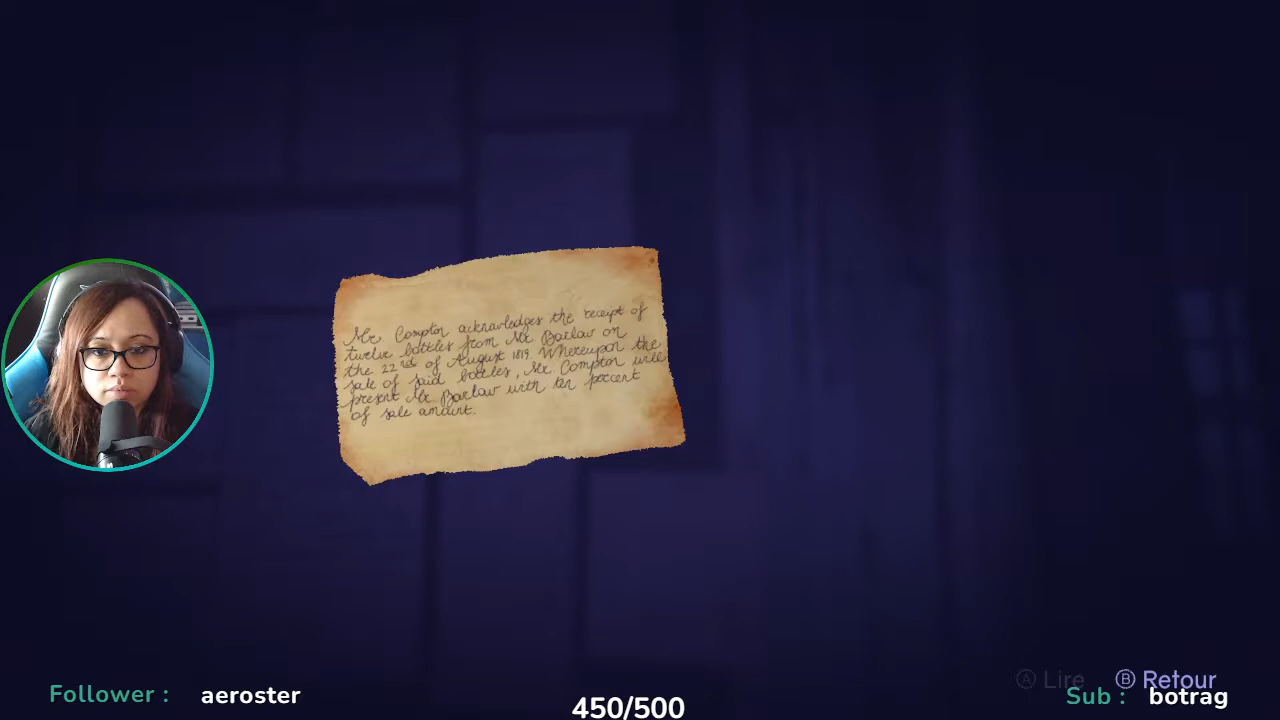 Mr. Compton acknowledges the receipt of
twelve bottles from Mr Barlow on
the 22nd of August 1819. Whereupon the
sale of said bottles, Mr Compton will
present Mr Barlow with ten percent
of sale amount.
Ⓐ Lire Ⓑ Retour
Follower : aeroster
450/500
Sub : botrag